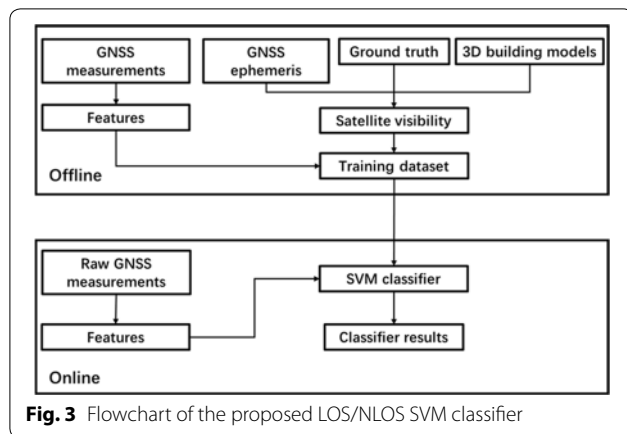 GNSS
measurements
GNSS
ephemeris
Ground truth
3D building models
Features
Satellite visibility
Training dataset
Offline
Raw GNSS
measurements
SVM classifier
Features
Classifier results
Online
Fig. 3 Flowchart of the proposed LOS/NLOS SVM classifier